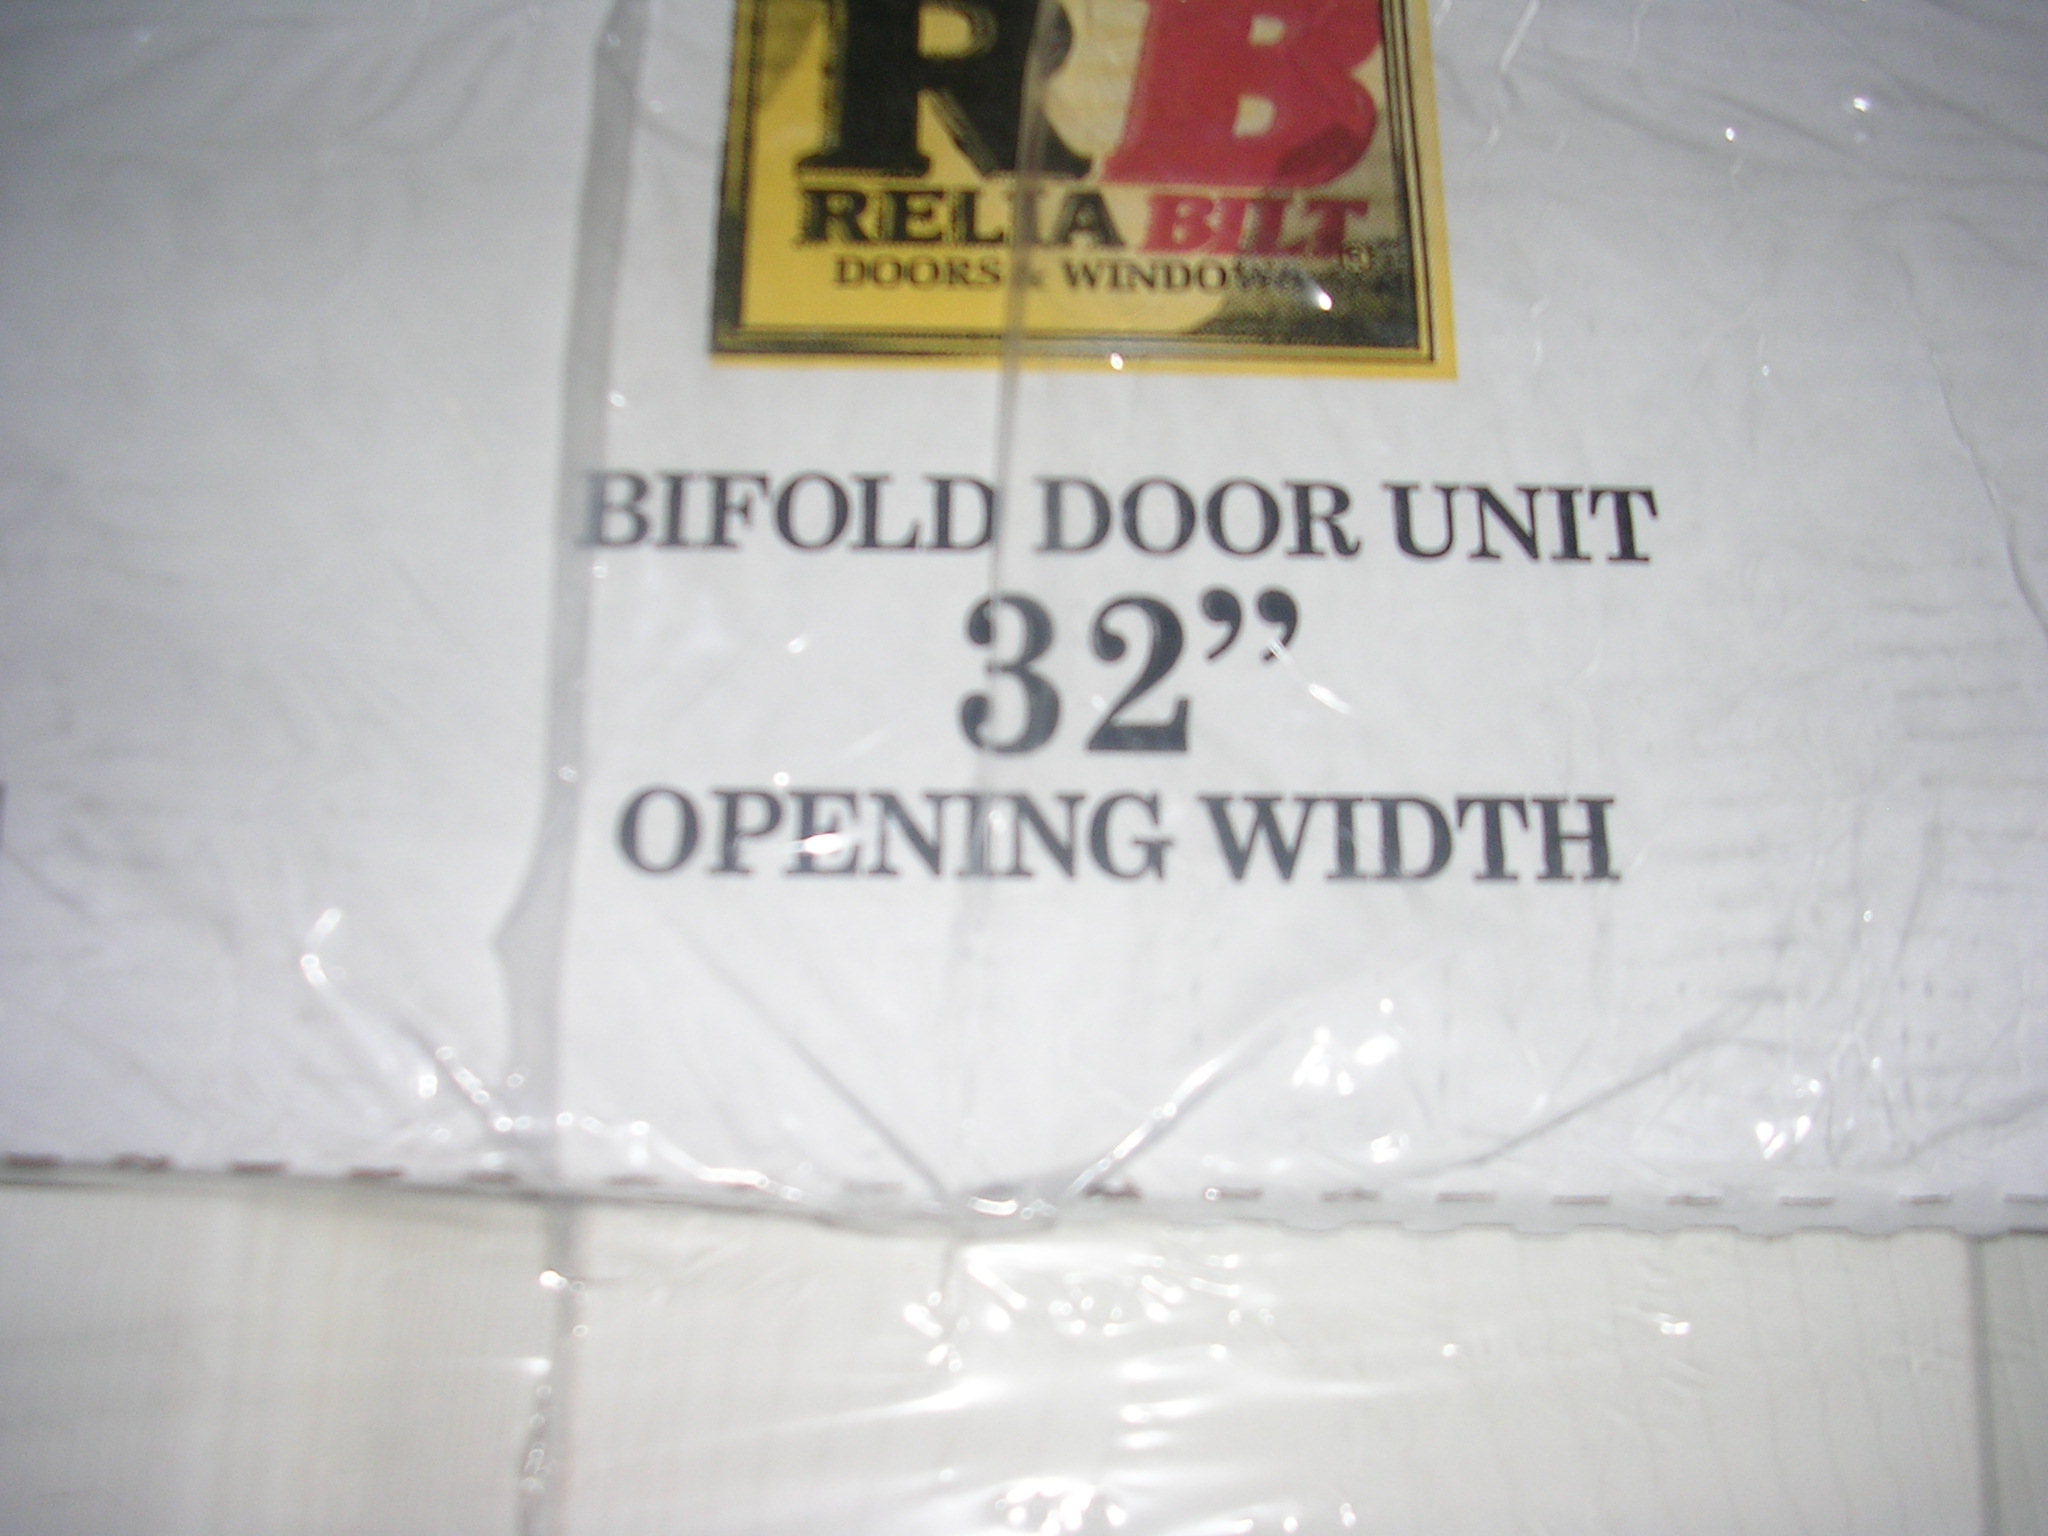 RB
RELIABILT®
DOORS & WINDOWS
BIFOLD DOOR UNIT
32”
OPENING WIDTH